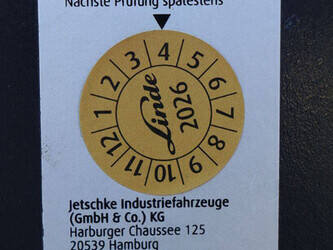 Nächste Prüfung spätestens
1 2 3 4 5 6 7 8 9 10 11 12
Linde
2026
Jetschke Industriefahrzeuge
(GmbH & Co.) KG
Harburger Chaussee 125
20539 Hamburg